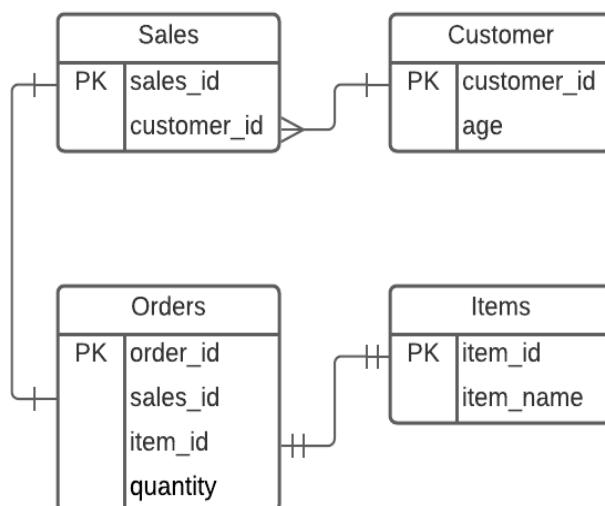 Sales
PK sales_id
customer_id
Customer
PK customer_id
age
Orders
PK order_id
sales_id
item_id
quantity
Items
PK item_id
item_name